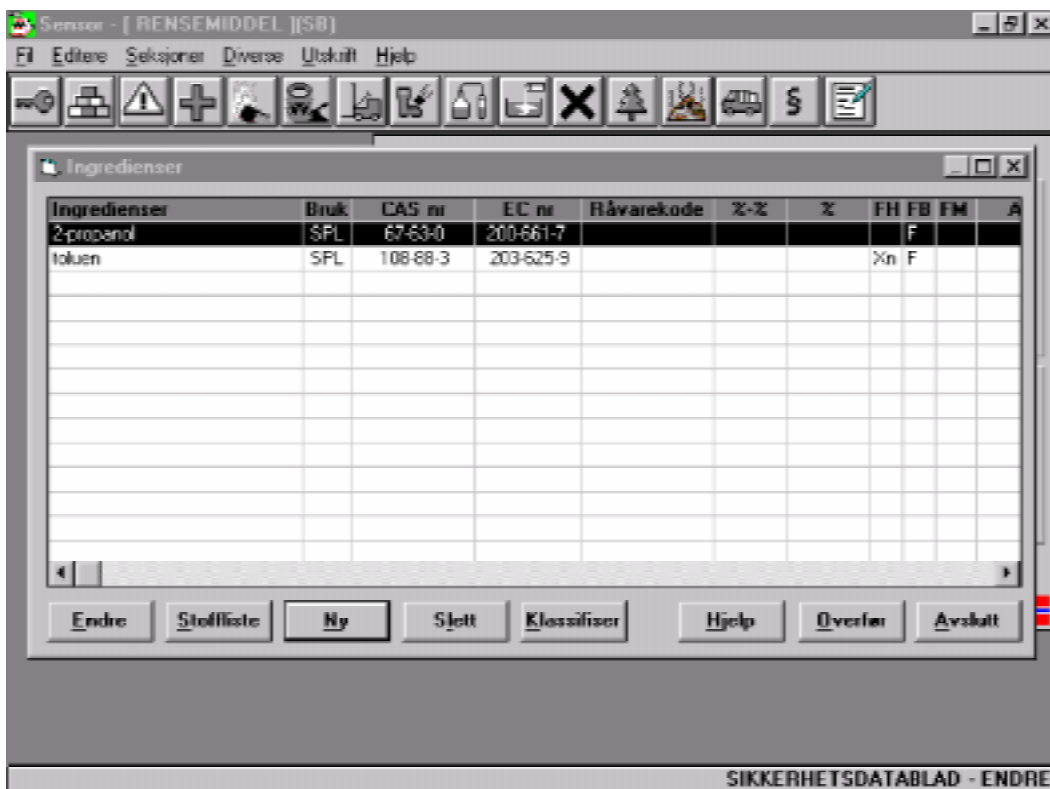 Sensor - [ RENSEMIDDEL ](SB)
Fil Editere Seksjoner Diverse Utskrift Hjelp
§
Ingredienser
Ingredienser Bruk CAS nr EC nr Råvarekode %-% % FH FB FM A
2-propanol SPL 67-63-0 200-661-7 F
toluen SPL 108-88-3 203-625-9 Xn F
Endre Stoffliste Ny Slett Klassifiser Hjelp Overfør Avslutt
SIKKERHETSDATABLAD - ENDRE